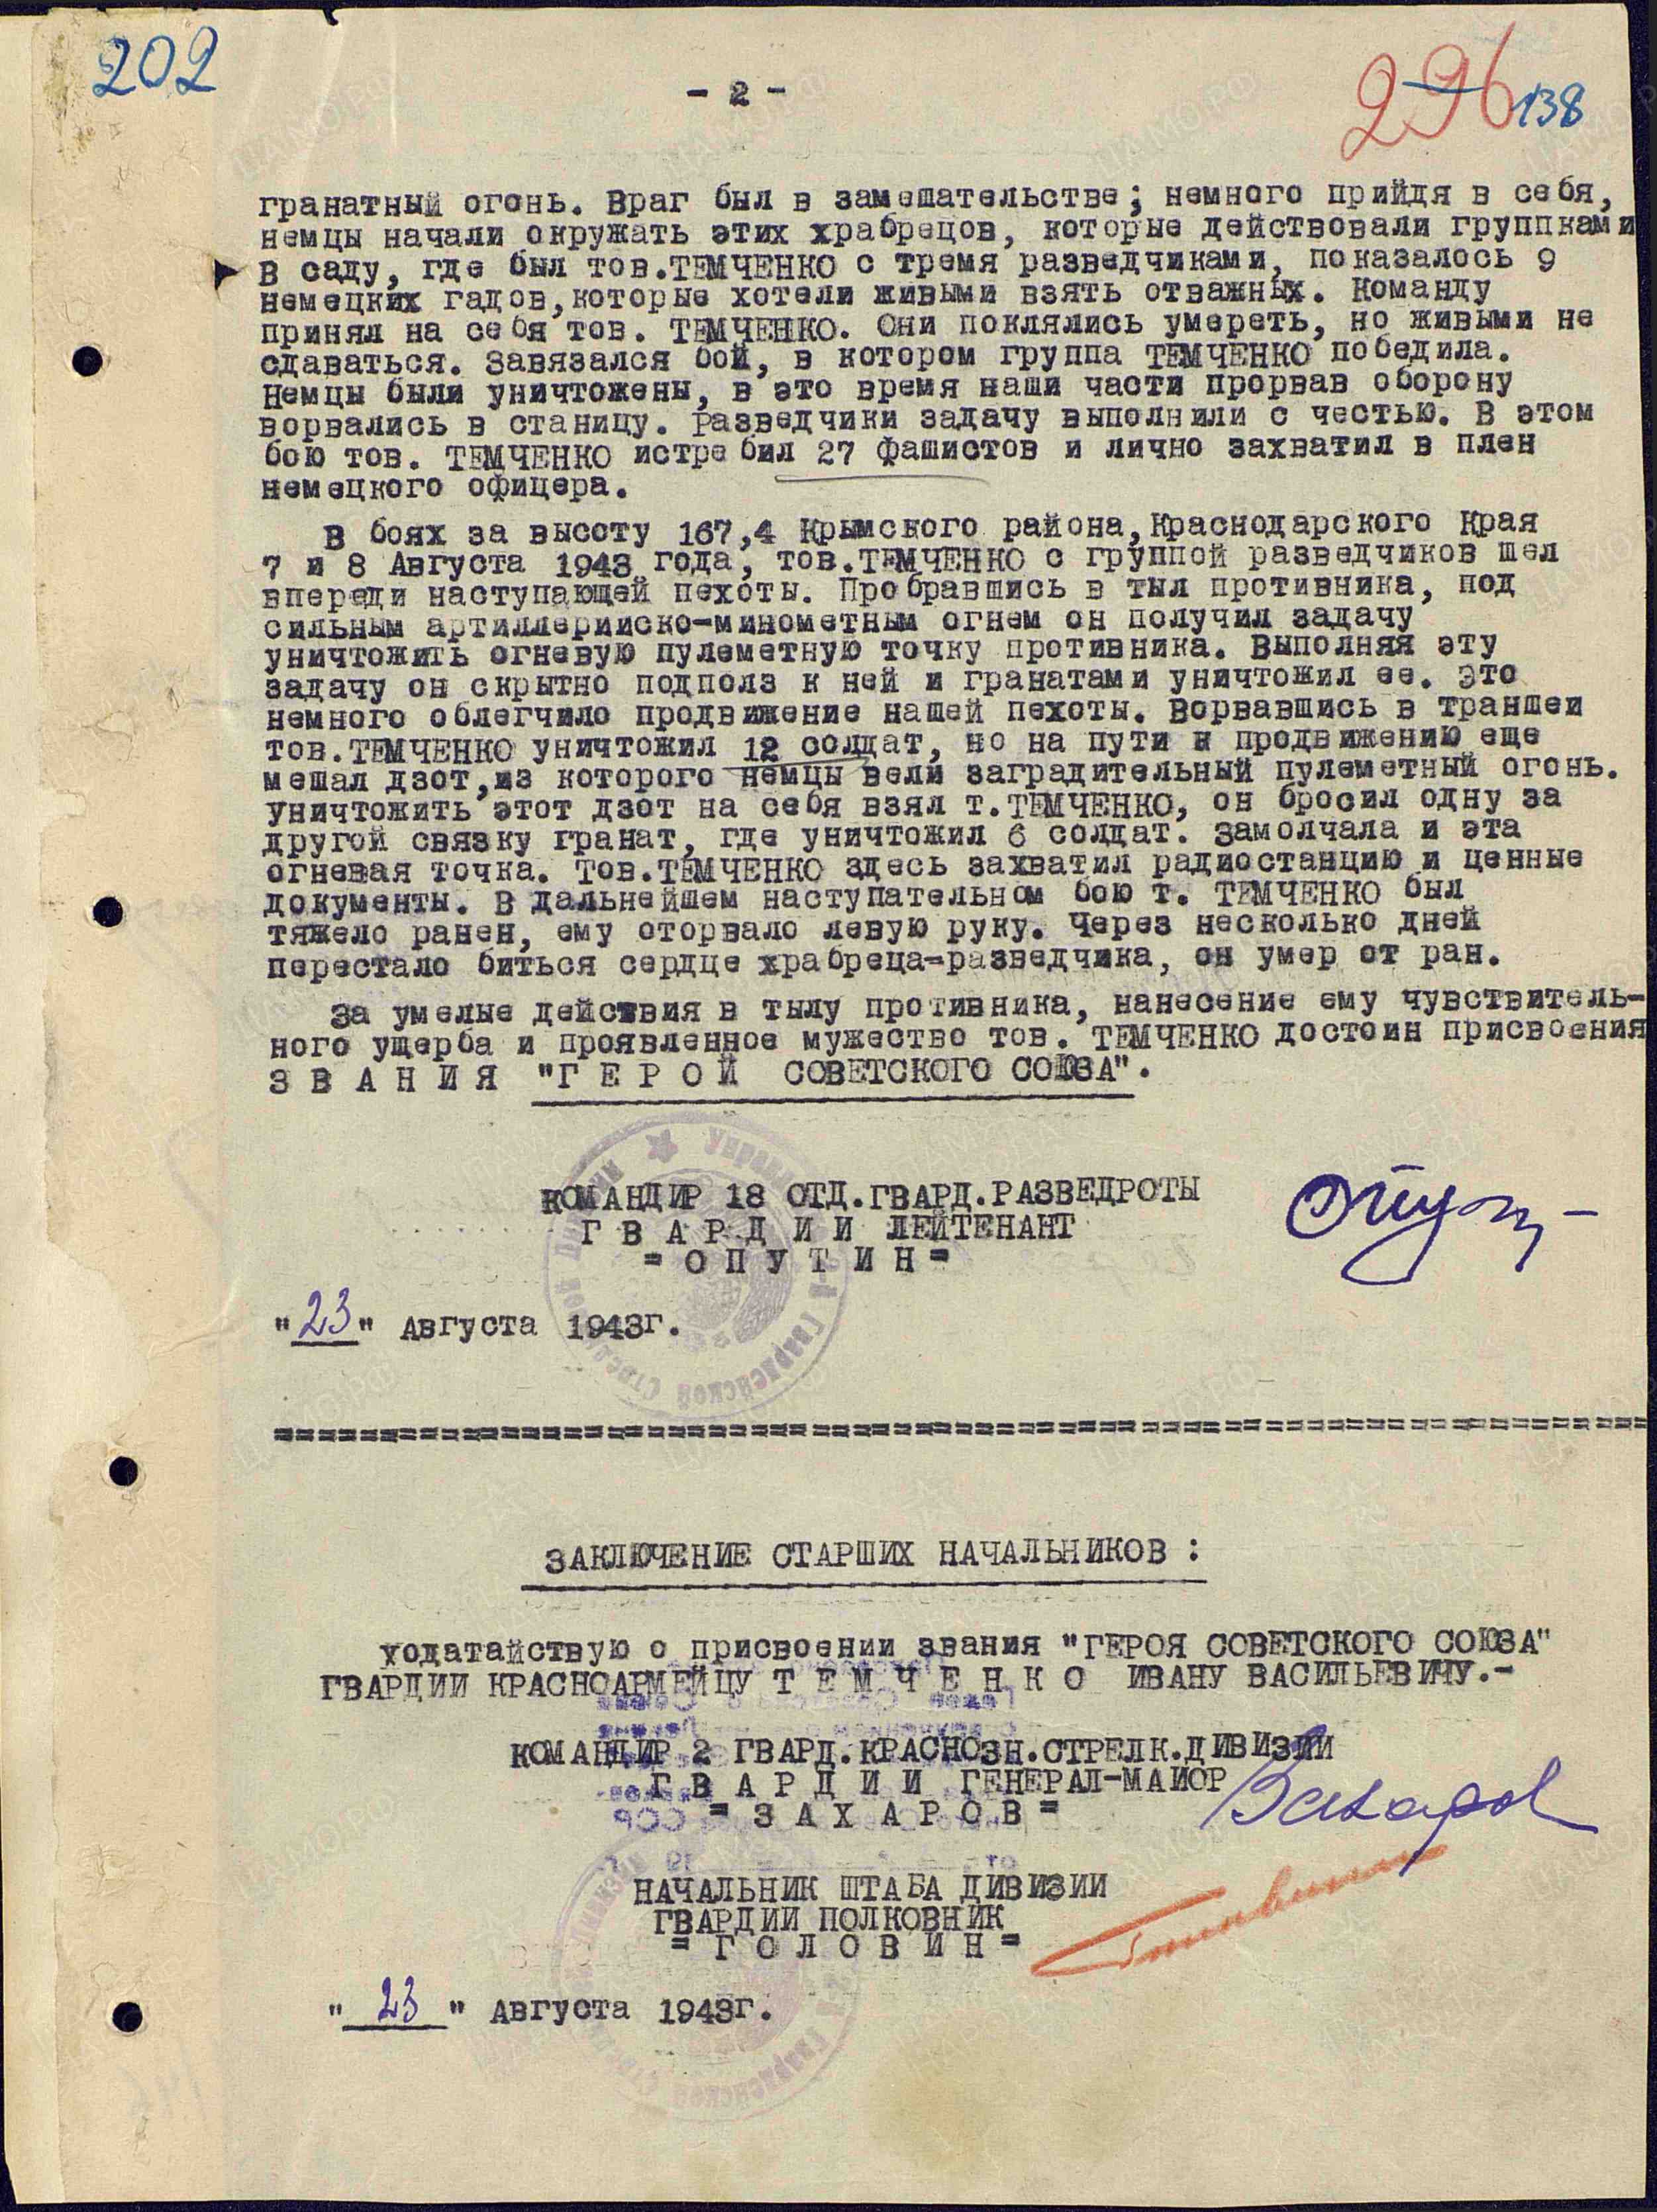 202
- 2 -
296
138
гранатный огонь. Враг был в замешательстве; немного прийдя в себя,
немцы начали окружать этих храбрецов, которые действовали группками
В саду, где был тов.ТЕМЧЕНКО с тремя разведчиками, показалось 9
немецких гадов,которые хотели живыми взять отважных. Команду
принял на себя тов. ТЕМЧЕНКО. Они поклялись умереть, но живыми не
сдаваться. Завязался бой, в котором группа ТЕМЧЕНКО победила.
Немцы были уничтожены, в это время наши части прорвав оборону
ворвались в станицу. Разведчики задачу выполнили с честью. В этом
бою тов. ТЕМЧЕНКО истребил 27 фашистов и лично захватил в плен
немецкого офицера.
В боях за высоту 167,4 Крымского района,Краснодарского Края
7 и 8 Августа 1943 года, тов.ТЕМЧЕНКО с группой разведчиков шел
впереди наступающей пехоты. Пробравшись в тыл противника, под
сильным артиллерииско-минометным огнем он получил задачу
уничтожить огневую пулеметную точку противника. Выполняя эту
задачу он скрытно подполз к ней и гранатами уничтожил ее. Это
немного облегчило продвижение нашей пехоты. Ворвавшись в траншеи
тов.ТЕМЧЕНКО уничтожил 12 солдат, но на пути к продвижению еще
мешал дзот,из которого немцы вели заградительный пулеметный огонь.
Уничтожить этот дзот на себя взял т.ТЕМЧЕНКО, он бросил одну за
другой связку гранат, где уничтожил 6 солдат. Замолчала и эта
огневая точка. Тов.ТЕМЧЕНКО здесь захватил радиостанцию и ценные
документы. В дальнейшем наступательном бою т. ТЕМЧЕНКО был
тяжело ранен, ему оторвало левую руку. Через несколько дней
перестало биться сердце храбреца-разведчика, он умер от ран.
За умелые действия в тылу противника, нанесение ему чувствитель-
ного ущерба и проявленное мужество тов. ТЕМЧЕНКО достоин присвоения
З В А Н И Я "Г Е Р О Й СОВЕТСКОГО СОЮЗА".
КОМАНДИР 18 ОТД.ГВАРД.РАЗВЕДРОТЫ
Г В А Р Д И И ЛЕЙТЕНАНТ
= О П У Т И Н =
"23" Августа 1943г.
ЗАКЛЮЧЕНИЕ СТАРШИХ НАЧАЛЬНИКОВ :
Ходатайствую о присвоении звания "ГЕРОЯ СОВЕТСКОГО СОЮЗА"
ГВАРДИИ КРАСНОАРМЕЙЦУ Т Е М Ч Е Н К О ИВАНУ ВАСИЛЬЕВИЧУ.-
КОМАНДИР 2 ГВАРД.КРАСНОЗН.СТРЕЛК.ДИВИЗИИ
Г В А Р Д И И ГЕНЕРАЛ-МАИОР
= З А Х А Р О В =
Захаров
НАЧАЛЬНИК ШТАБА ДИВИЗИИ
ГВАРДИИ ПОЛКОВНИК
= Г О Л О В И Н =
" 23 " Августа 1943г.